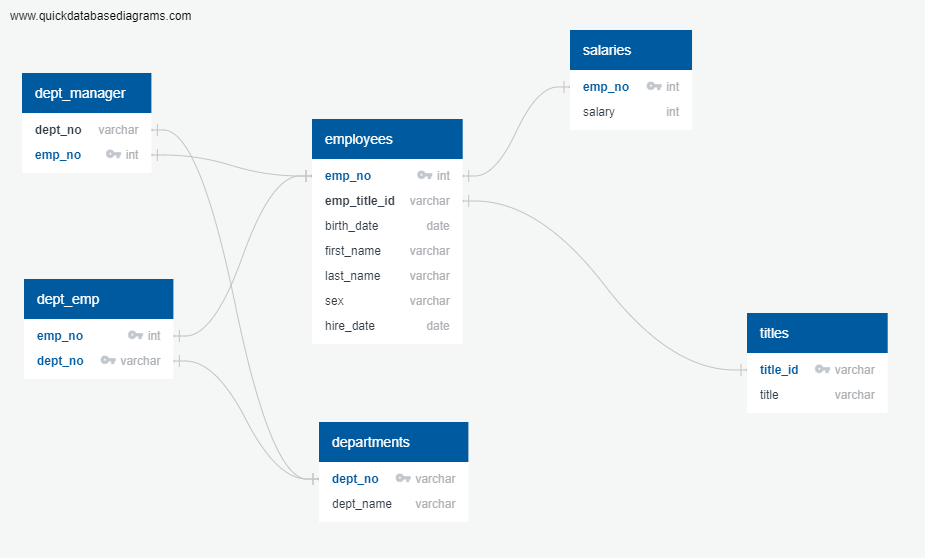 www.quickdatabasediagrams.com
salaries
emp_no int
salary int
dept_manager
dept_no varchar
emp_no int
employees
emp_no int
emp_title_id varchar
birth_date date
first_name varchar
last_name varchar
sex varchar
hire_date date
dept_emp
emp_no int
dept_no varchar
titles
title_id varchar
title varchar
departments
dept_no varchar
dept_name varchar